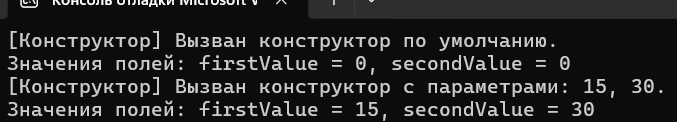 Консоль отладки Microsoft V
[Конструктор] Вызван конструктор по умолчанию.
Значения полей: firstValue = 0, secondValue = 0
[Конструктор] Вызван конструктор с параметрами: 15, 30.
Значения полей: firstValue = 15, secondValue = 30